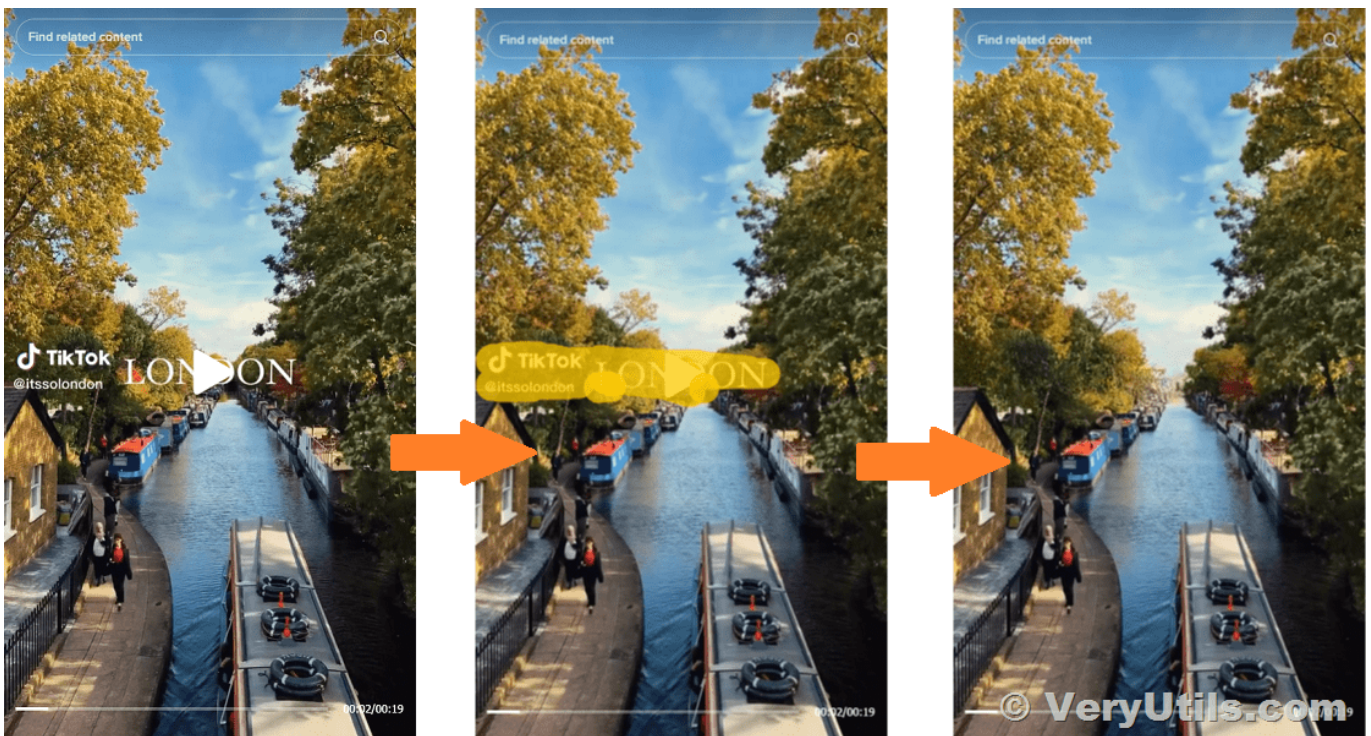 Find related content
TikTok
@itssolondon
LONDON
00:02/00:19
Find related content
TikTok
@itssolondon
LONDON
00:02/00:19
Find related content
© VeryUtils.com